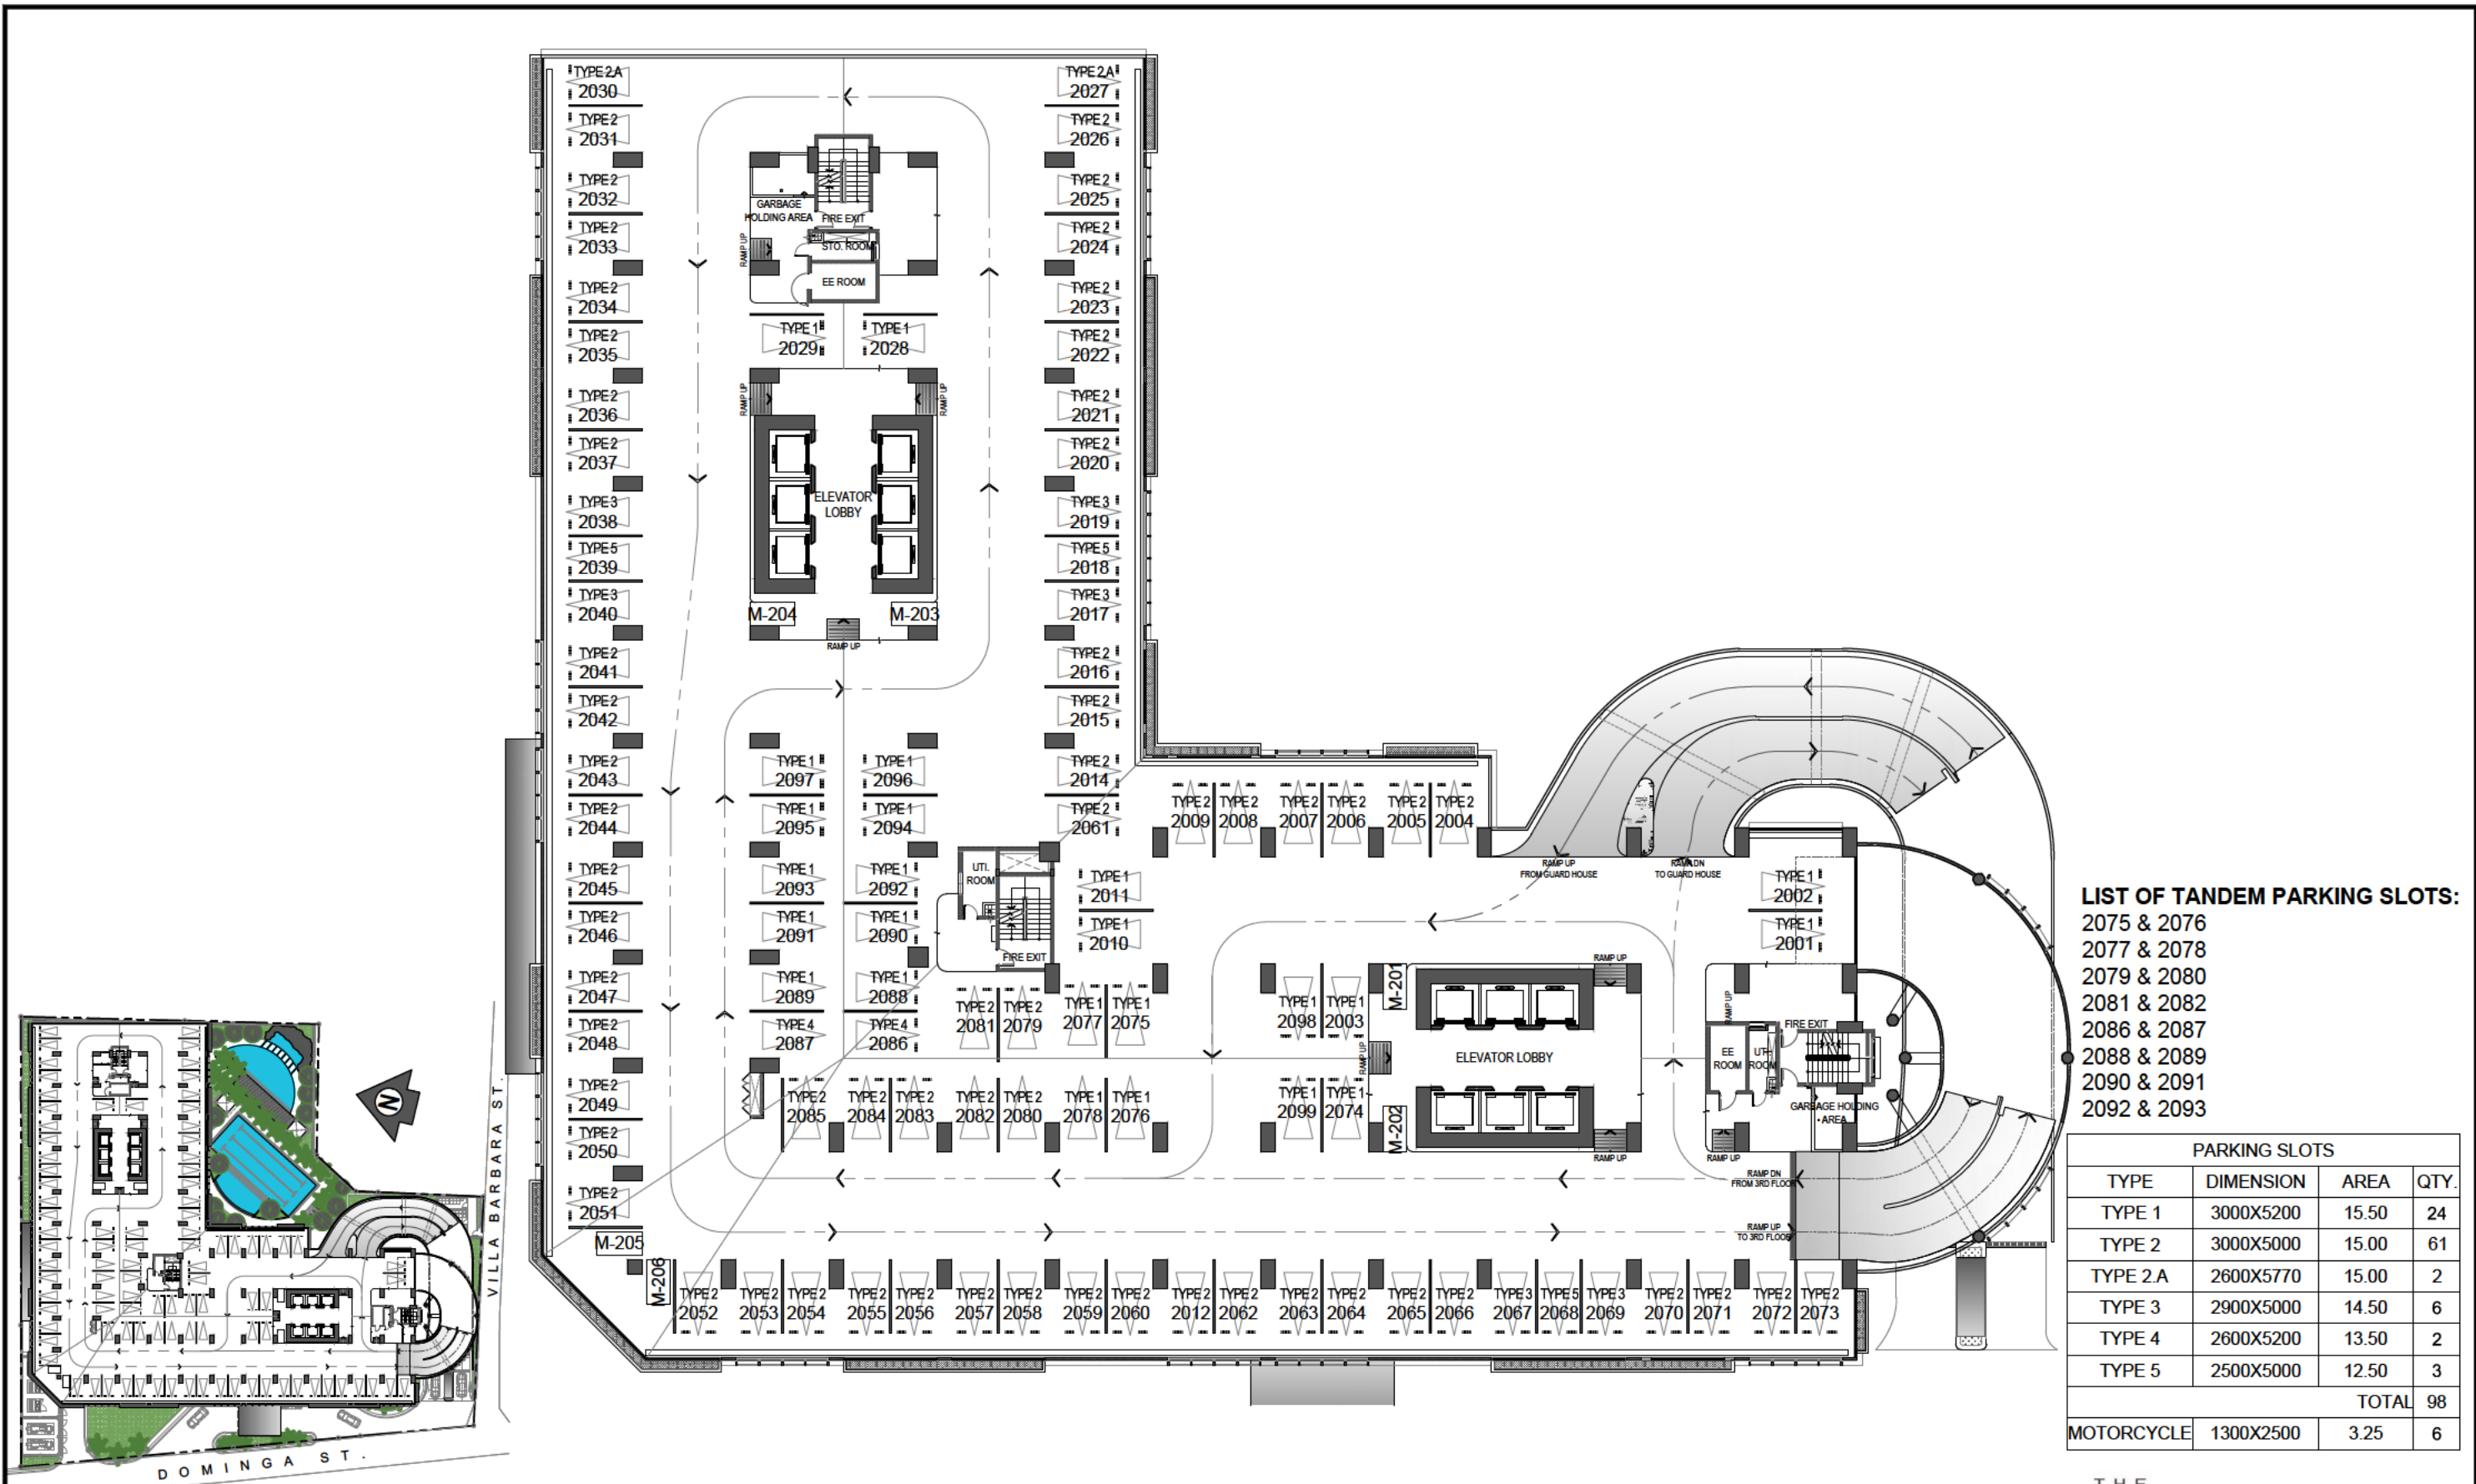 TYPE 2.A
2030
TYPE 2
2031
TYPE 2
2032
TYPE 2
2033
TYPE 2
2034
TYPE 2
2035
TYPE 2
2036
TYPE 2
2037
TYPE 3
2038
TYPE 5
2039
TYPE 3
2040
TYPE 2
2041
TYPE 2
2042
TYPE 2
2043
TYPE 2
2044
TYPE 2
2045
TYPE 2
2046
TYPE 2
2047
TYPE 2
2048
TYPE 2
2049
TYPE 2
2050
TYPE 2
2051
M-205
M-206
GARBAGE
HOLDING AREA
FIRE EXIT
STO. ROOM
RAMP UP
EE ROOM
TYPE 1
2029
TYPE 1
2028
RAMP UP
RAMP UP
ELEVATOR
LOBBY
M-204
M-203
RAMP UP
TYPE 2.A
2027
TYPE 2
2026
TYPE 2
2025
TYPE 2
2024
TYPE 2
2023
TYPE 2
2022
TYPE 2
2021
TYPE 2
2020
TYPE 3
2019
TYPE 5
2018
TYPE 3
2017
TYPE 2
2016
TYPE 2
2015
TYPE 2
2014
TYPE 2
2061
TYPE 1
2097
TYPE 1
2096
TYPE 1
2095
TYPE 1
2094
TYPE 1
2093
TYPE 1
2092
TYPE 1
2091
TYPE 1
2090
TYPE 1
2089
TYPE 1
2088
TYPE 4
2087
TYPE 4
2086
UTI.
ROOM
FIRE EXIT
TYPE 1
2011
TYPE 1
2010
TYPE 2
2009
TYPE 2
2008
TYPE 2
2007
TYPE 2
2006
TYPE 2
2005
TYPE 2
2004
RAMP UP
FROM GUARD HOUSE
RAMP DN
TO GUARD HOUSE
TYPE 1
2002
TYPE 1
2001
TYPE 2
2081
TYPE 2
2079
TYPE 1
2077
TYPE 1
2075
TYPE 1
2098
TYPE 1
2003
M-201
RAMP UP
RAMP UP
ELEVATOR LOBBY
RAMP UP
EE
ROOM
UTI.
ROOM
FIRE EXIT
GARBAGE HOLDING
AREA
TYPE 2
2085
TYPE 2
2084
TYPE 2
2083
TYPE 2
2082
TYPE 2
2080
TYPE 1
2078
TYPE 1
2076
TYPE 1
2099
TYPE 1
2074
M-202
RAMP UP
RAMP UP
RAMP DN
FROM 3RD FLOOR
RAMP UP
TO 3RD FLOOR
TYPE 2
2052
TYPE 2
2053
TYPE 2
2054
TYPE 2
2055
TYPE 2
2056
TYPE 2
2057
TYPE 2
2058
TYPE 2
2059
TYPE 2
2060
TYPE 2
2012
TYPE 2
2062
TYPE 2
2063
TYPE 2
2064
TYPE 2
2065
TYPE 2
2066
TYPE 3
2067
TYPE 5
2068
TYPE 3
2069
TYPE 2
2070
TYPE 2
2071
TYPE 2
2072
TYPE 2
2073
N
VILLA BARBARA ST.
DOMINGA ST.
LIST OF TANDEM PARKING SLOTS:
2075 & 2076
2077 & 2078
2079 & 2080
2081 & 2082
2086 & 2087
2088 & 2089
2090 & 2091
2092 & 2093
PARKING SLOTS
TYPE DIMENSION AREA QTY.
TYPE 1 3000X5200 15.50 24
TYPE 2 3000X5000 15.00 61
TYPE 2.A 2600X5770 15.00 2
TYPE 3 2900X5000 14.50 6
TYPE 4 2600X5200 13.50 2
TYPE 5 2500X5000 12.50 3
TOTAL 98
MOTORCYCLE 1300X2500 3.25 6
THE